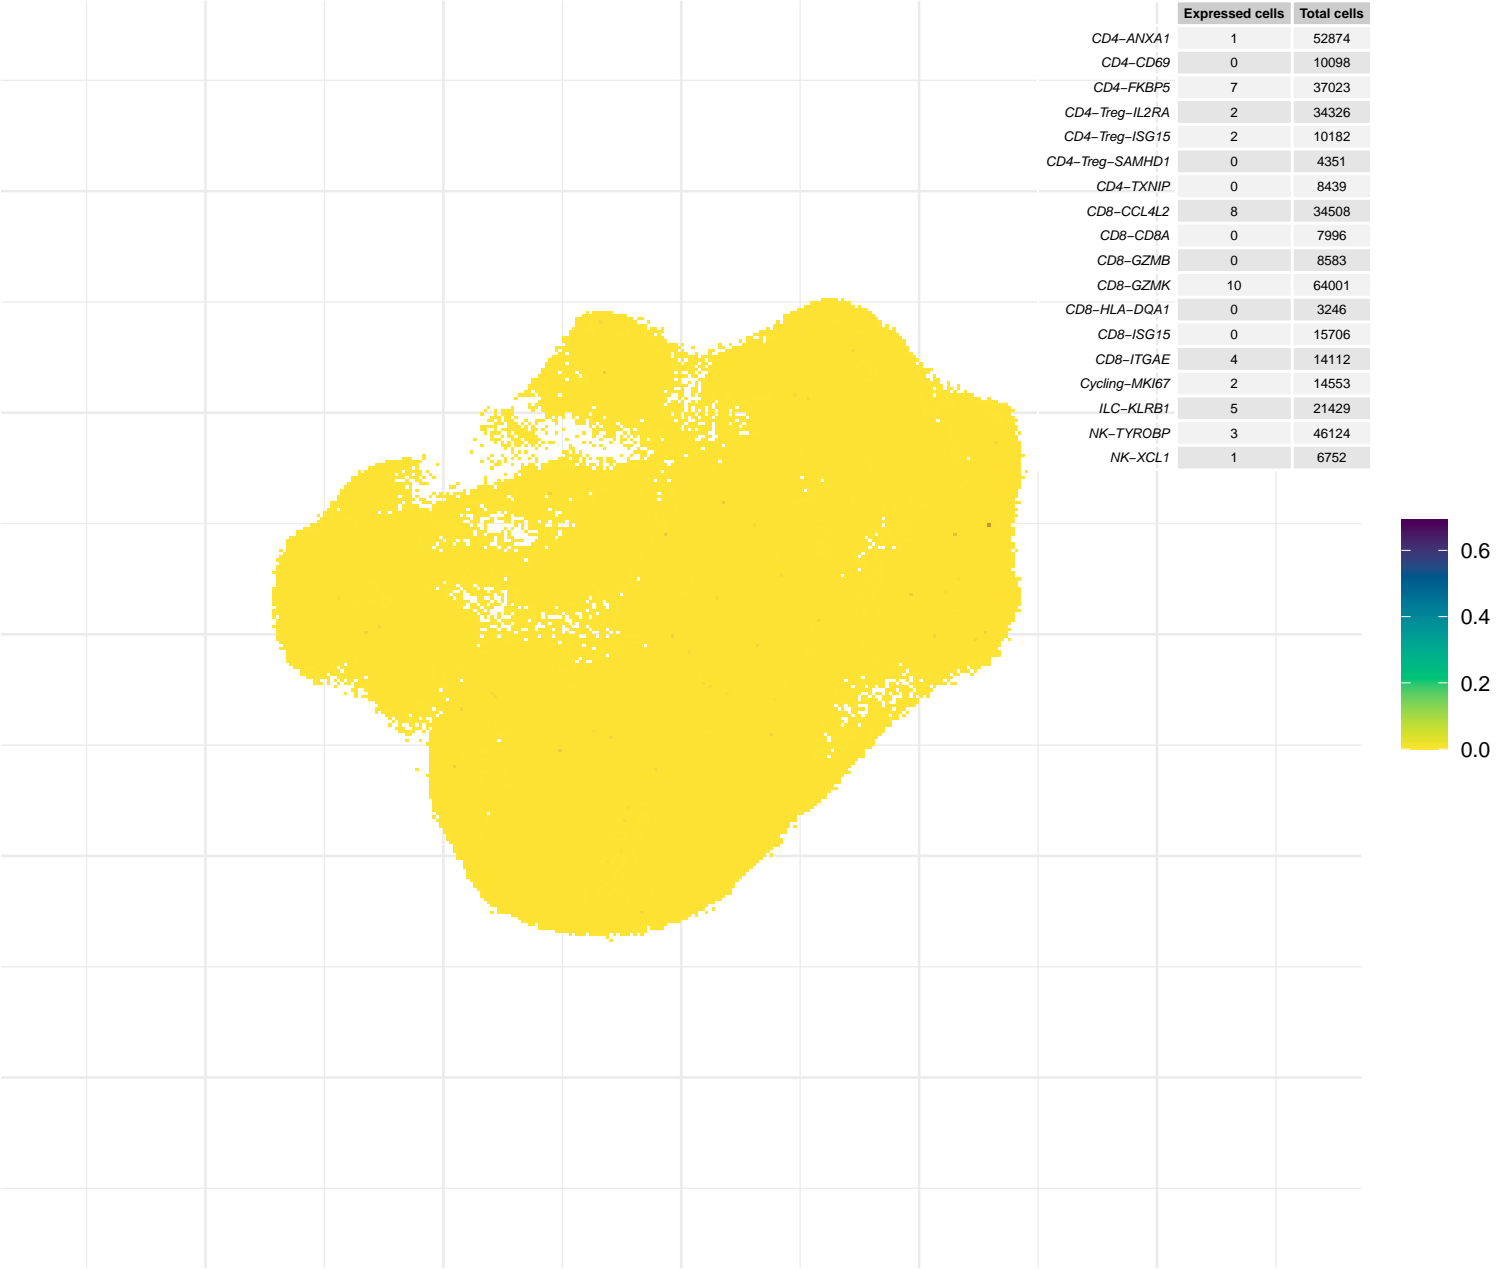 Expressed cells Total cells
CD4−ANXA1 1 52874
CD4−CD69 0 10098
CD4−FKBP5 7 37023
CD4−Treg−IL2RA 2 34326
CD4−Treg−ISG15 2 10182
CD4−Treg−SAMHD1 0 4351
CD4−TXNIP 0 8439
CD8−CCL4L2 8 34508
CD8−CD8A 0 7996
CD8−GZMB 0 8583
CD8−GZMK 10 64001
CD8−HLA−DQA1 0 3246
CD8−ISG15 0 15706
CD8−ITGAE 4 14112
Cycling−MKI67 2 14553
ILC−KLRB1 5 21429
NK−TYROBP 3 46124
NK−XCL1 1 6752
0.6
0.4
0.2
0.0